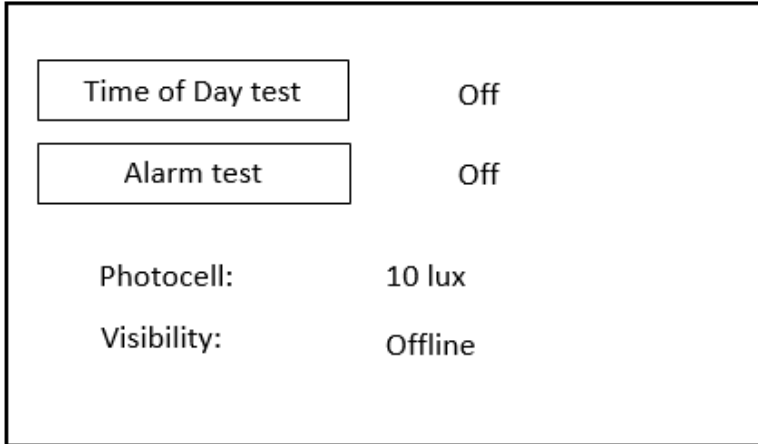 Time of Day test Off
Alarm test Off
Photocell: 10 lux
Visibility: Offline